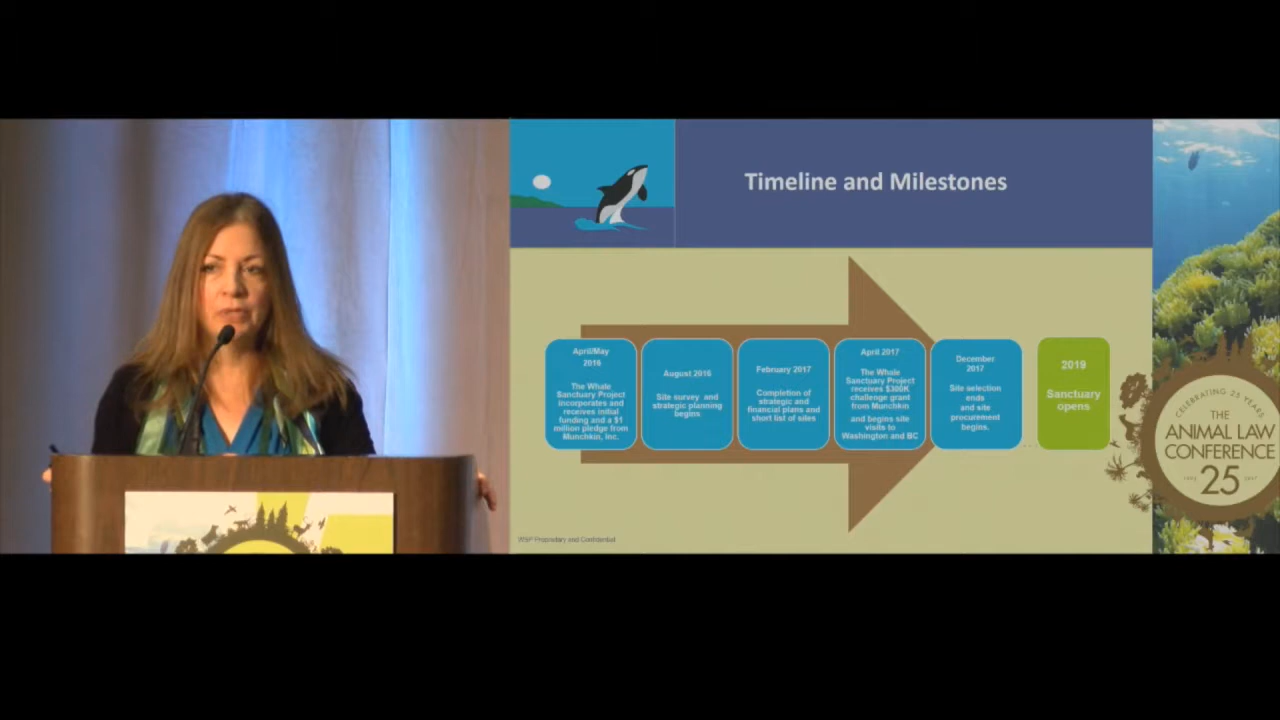 Timeline and Milestones
April/May
2016
The Whale
Sanctuary Project
incorporates and
receives initial
funding and a $1
million pledge from
Munchkin, Inc.
August 2016
Site survey and
strategic planning
begins
February 2017
Completion of
strategic and
financial plans and
short list of sites
April 2017
The Whale
Sanctuary Project
receives $300K
challenge grant
from Munchkin
and begins site
visits to
Washington and BC
December
2017
Site selection
ends
and site
procurement
begins.
2019
Sanctuary
opens
WSP Proprietary and Confidential
CELEBRATING 25 YEARS
THE
ANIMAL LAW
CONFERENCE
25